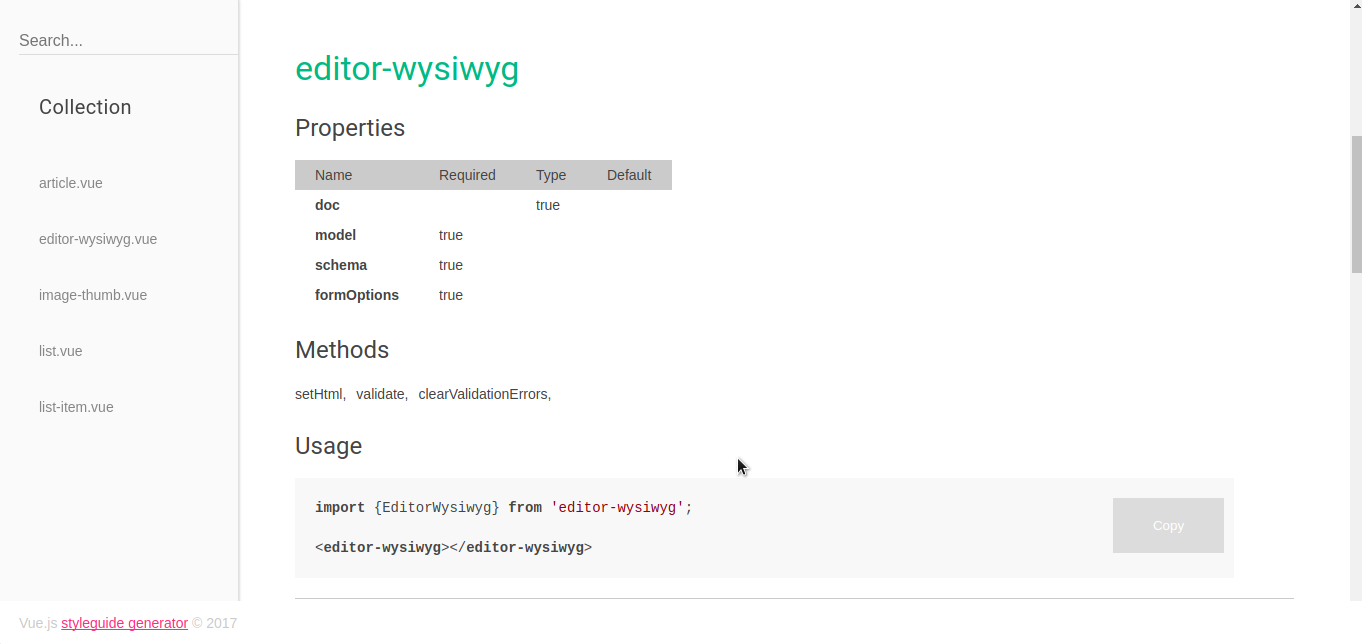 Search...
Collection
article.vue
editor-wysiwyg.vue
image-thumb.vue
list.vue
list-item.vue
editor-wysiwyg
Properties
Name Required Type Default
doc true
model true
schema true
formOptions true
Methods
setHtml, validate, clearValidationErrors,
Usage
import {EditorWysiwyg} from 'editor-wysiwyg';
Copy
<editor-wysiwyg></editor-wysiwyg>
Vue.js styleguide generator © 2017